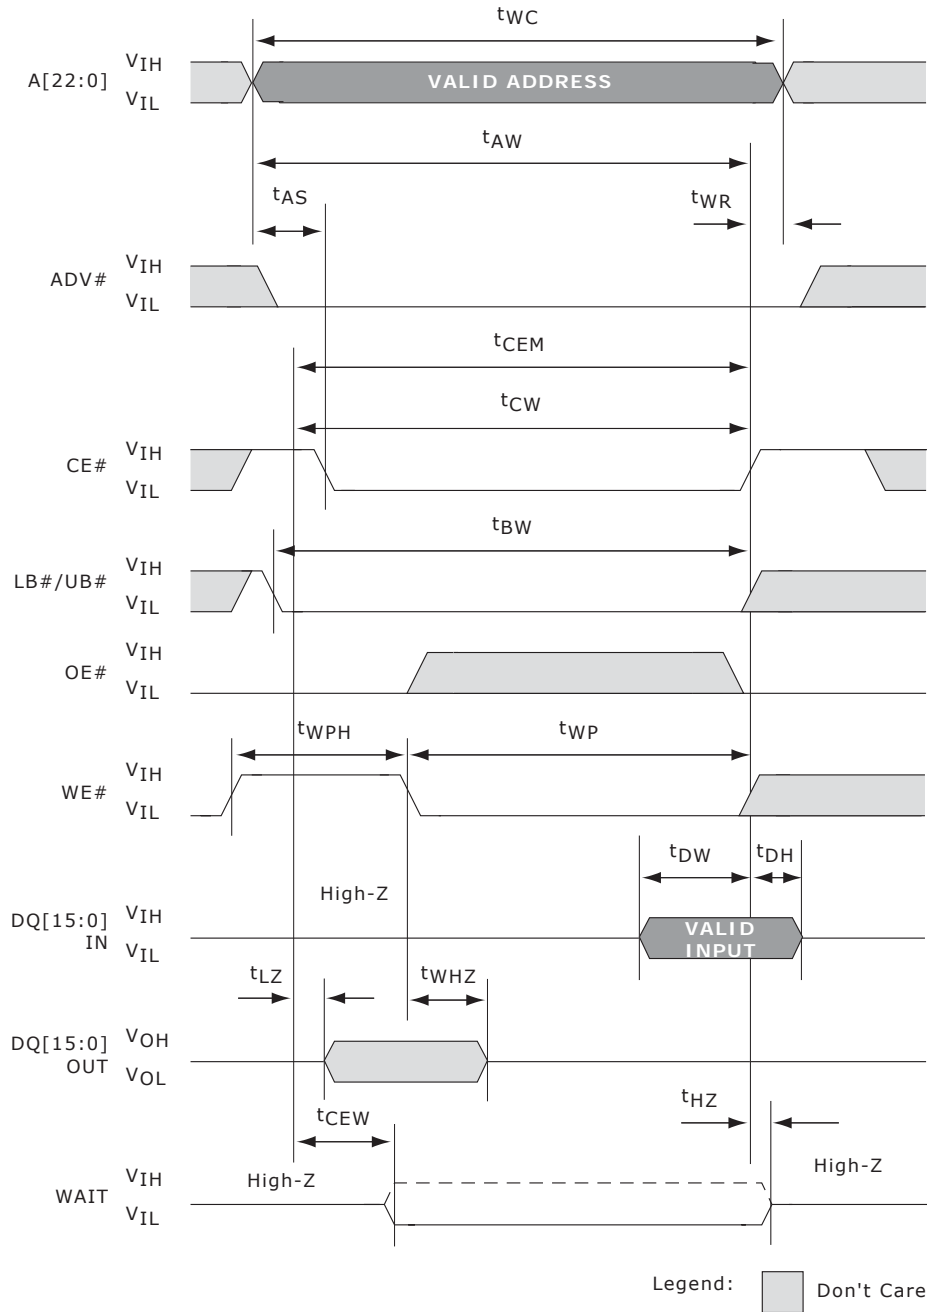 tWC
A[22:0] VIH
VIL
VALID ADDRESS
tAW
tAS
tWR
ADV# VIH
VIL
tCEM
tCW
CE# VIH
VIL
tBW
LB#/UB# VIH
VIL
OE# VIH
VIL
tWPH
tWP
WE# VIH
VIL
tDW
tDH
High-Z
DQ[15:0]
IN
VIH
VIL
VALID
INPUT
tLZ
tWHZ
DQ[15:0]
OUT
VOH
VOL
tCEW
tHZ
WAIT VIH
VIL
High-Z
High-Z
Legend: Don't Care